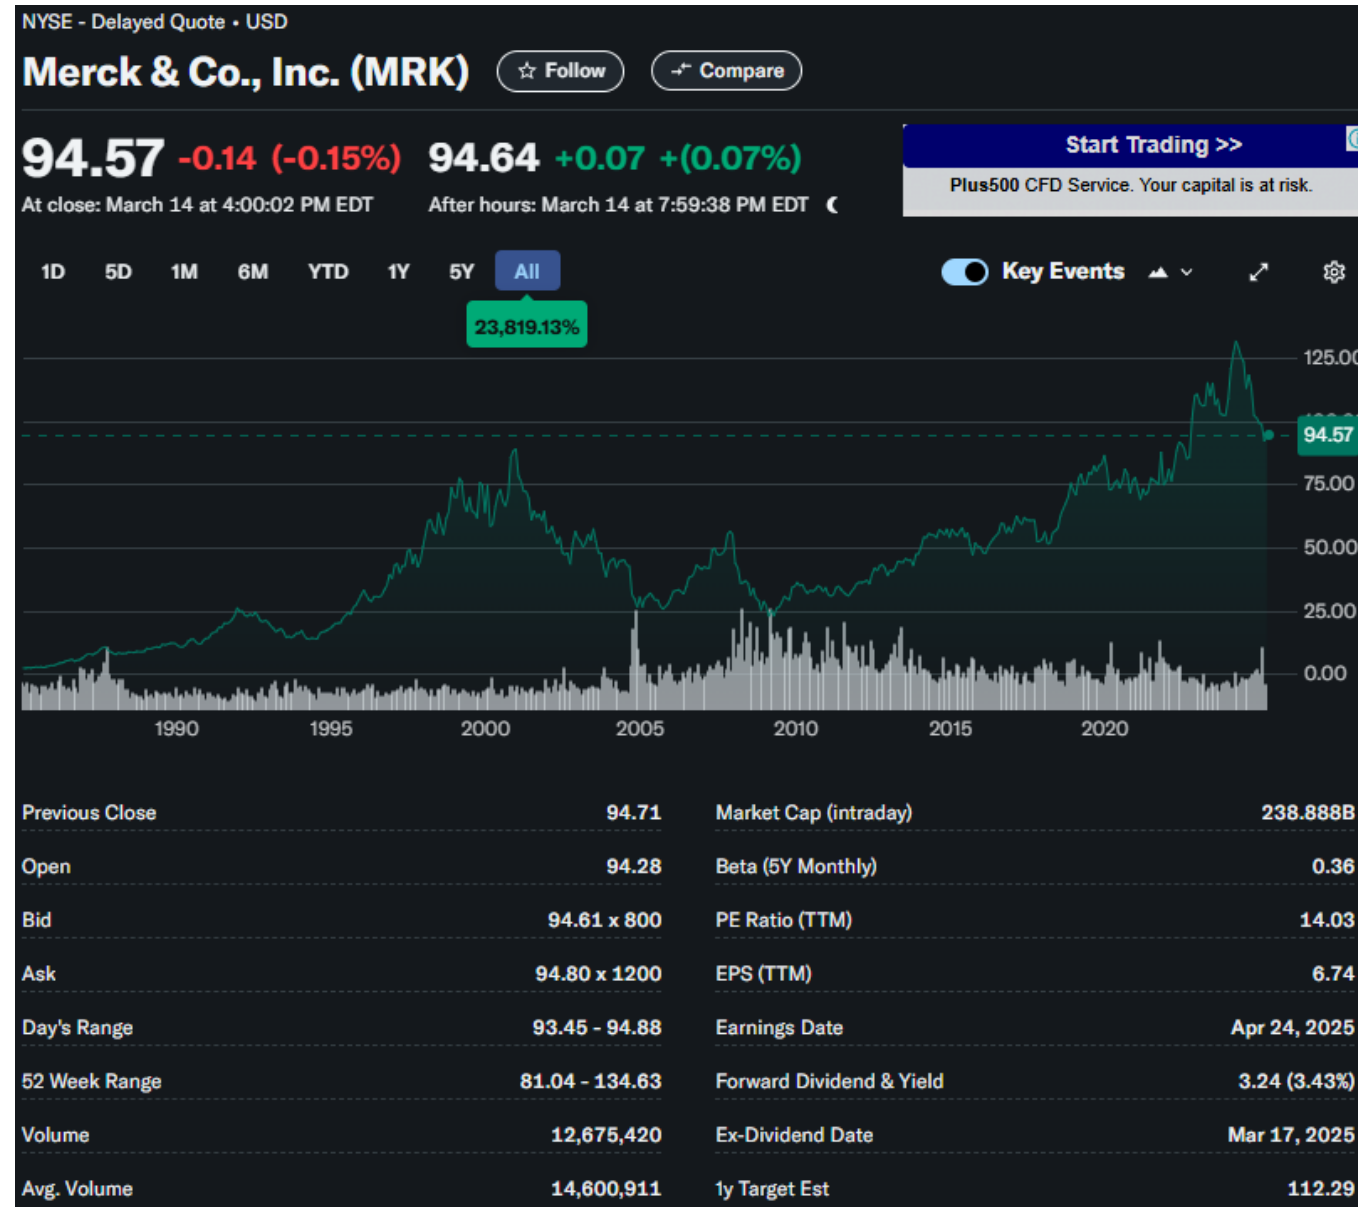 NYSE - Delayed Quote • USD
Merck & Co., Inc. (MRK)
Follow
Compare
94.57 -0.14 (-0.15%)
94.64 +0.07 +(0.07%)
At close: March 14 at 4:00:02 PM EDT
After hours: March 14 at 7:59:38 PM EDT
Start Trading >>
Plus500 CFD Service. Your capital is at risk.
1D 5D 1M 6M YTD 1Y 5Y All
Key Events
23,819.13%
125.00
94.57
75.00
50.00
25.00
0.00
1990 1995 2000 2005 2010 2015 2020
Previous Close 94.71
Market Cap (intraday) 238.888B
Open 94.28
Beta (5Y Monthly) 0.36
Bid 94.61 x 800
PE Ratio (TTM) 14.03
Ask 94.80 x 1200
EPS (TTM) 6.74
Day's Range 93.45 - 94.88
Earnings Date Apr 24, 2025
52 Week Range 81.04 - 134.63
Forward Dividend & Yield 3.24 (3.43%)
Volume 12,675,420
Ex-Dividend Date Mar 17, 2025
Avg. Volume 14,600,911
1y Target Est 112.29